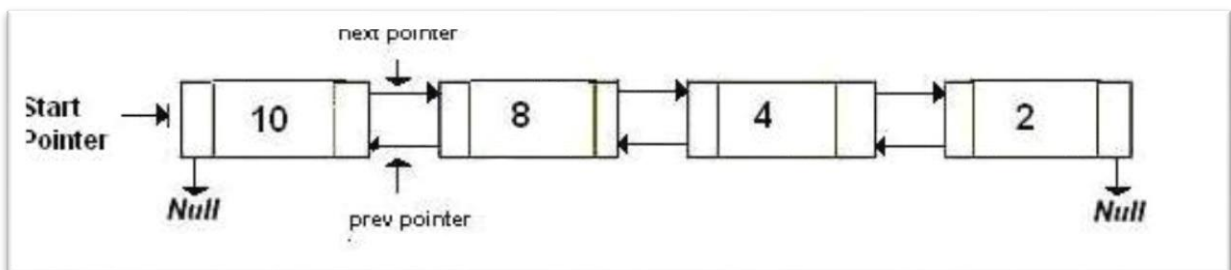 next pointer
Start
Pointer
10
8
4
2
Null
prev pointer
Null